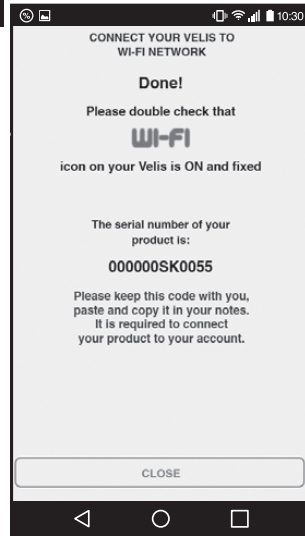 10:30
CONNECT YOUR VELIS TO
WI-FI NETWORK
Done!
Please double check that
WI-FI
icon on your Velis is ON and fixed
The serial number of your
product is:
000000SK0055
Please keep this code with you,
paste and copy it in your notes.
It is required to connect
your product to your account.
CLOSE